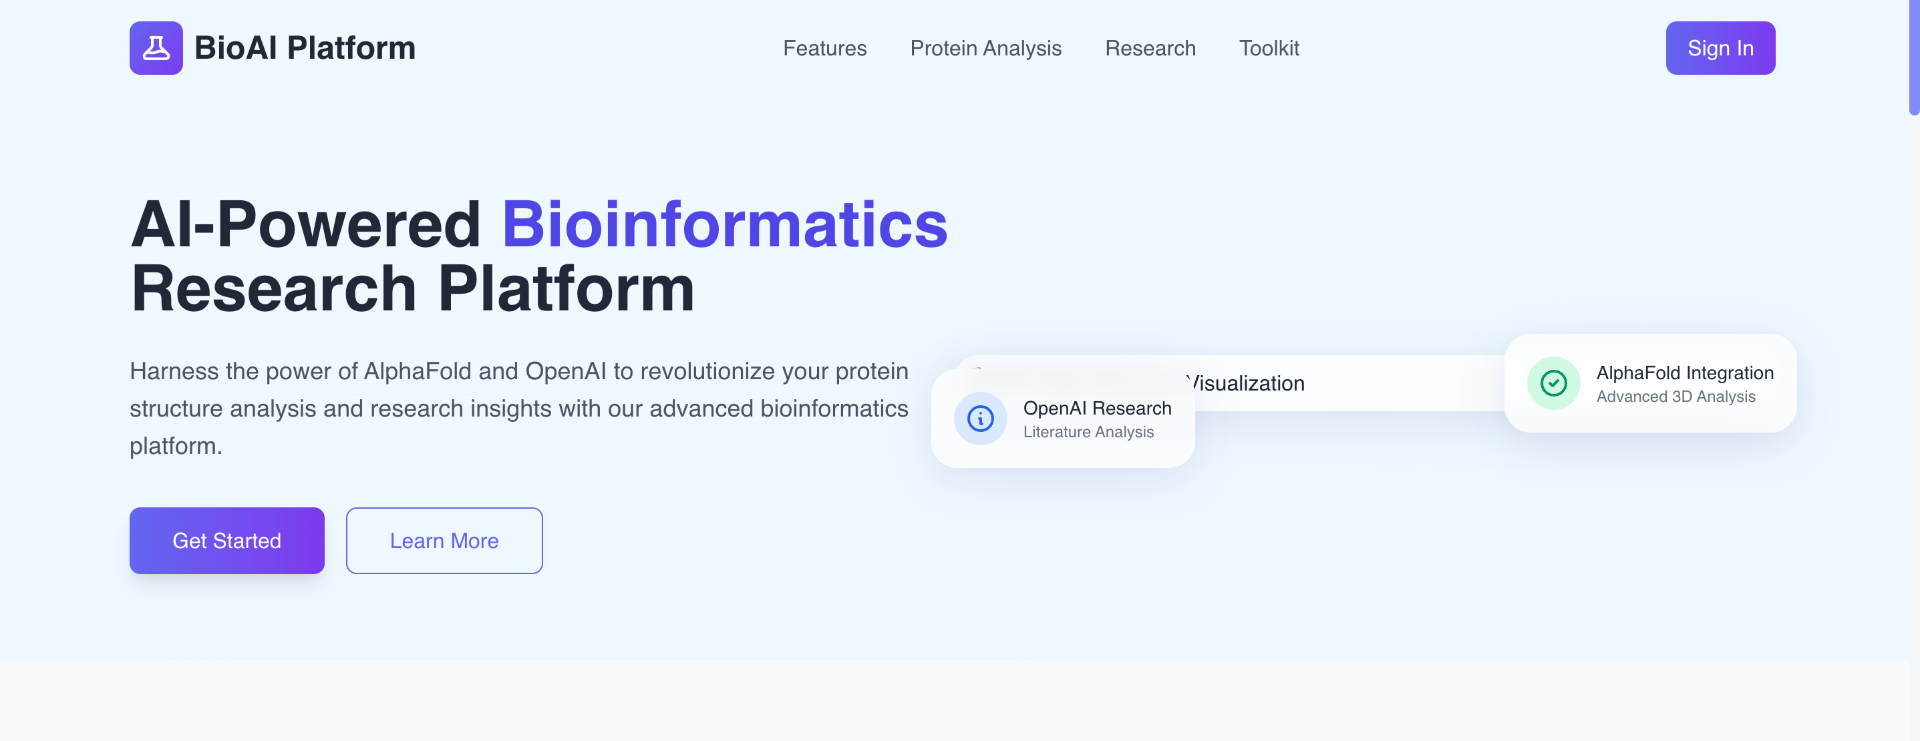 BioAI Platform
Features
Protein Analysis
Research
Toolkit
Sign In
AI-Powered Bioinformatics
Research Platform
Harness the power of AlphaFold and OpenAI to revolutionize your protein
structure analysis and research insights with our advanced bioinformatics
platform.
Get Started
Learn More
Visualization
OpenAI Research
Literature Analysis
AlphaFold Integration
Advanced 3D Analysis